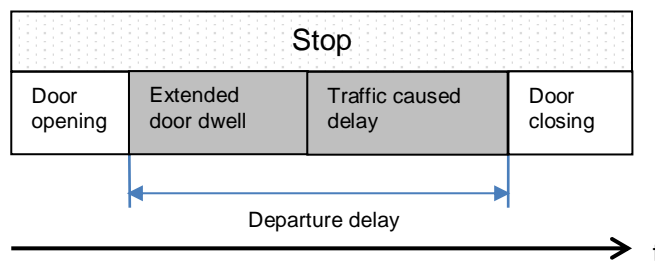 Stop
Door
opening
Extended
door dwell
Traffic caused
delay
Door
closing
Departure delay